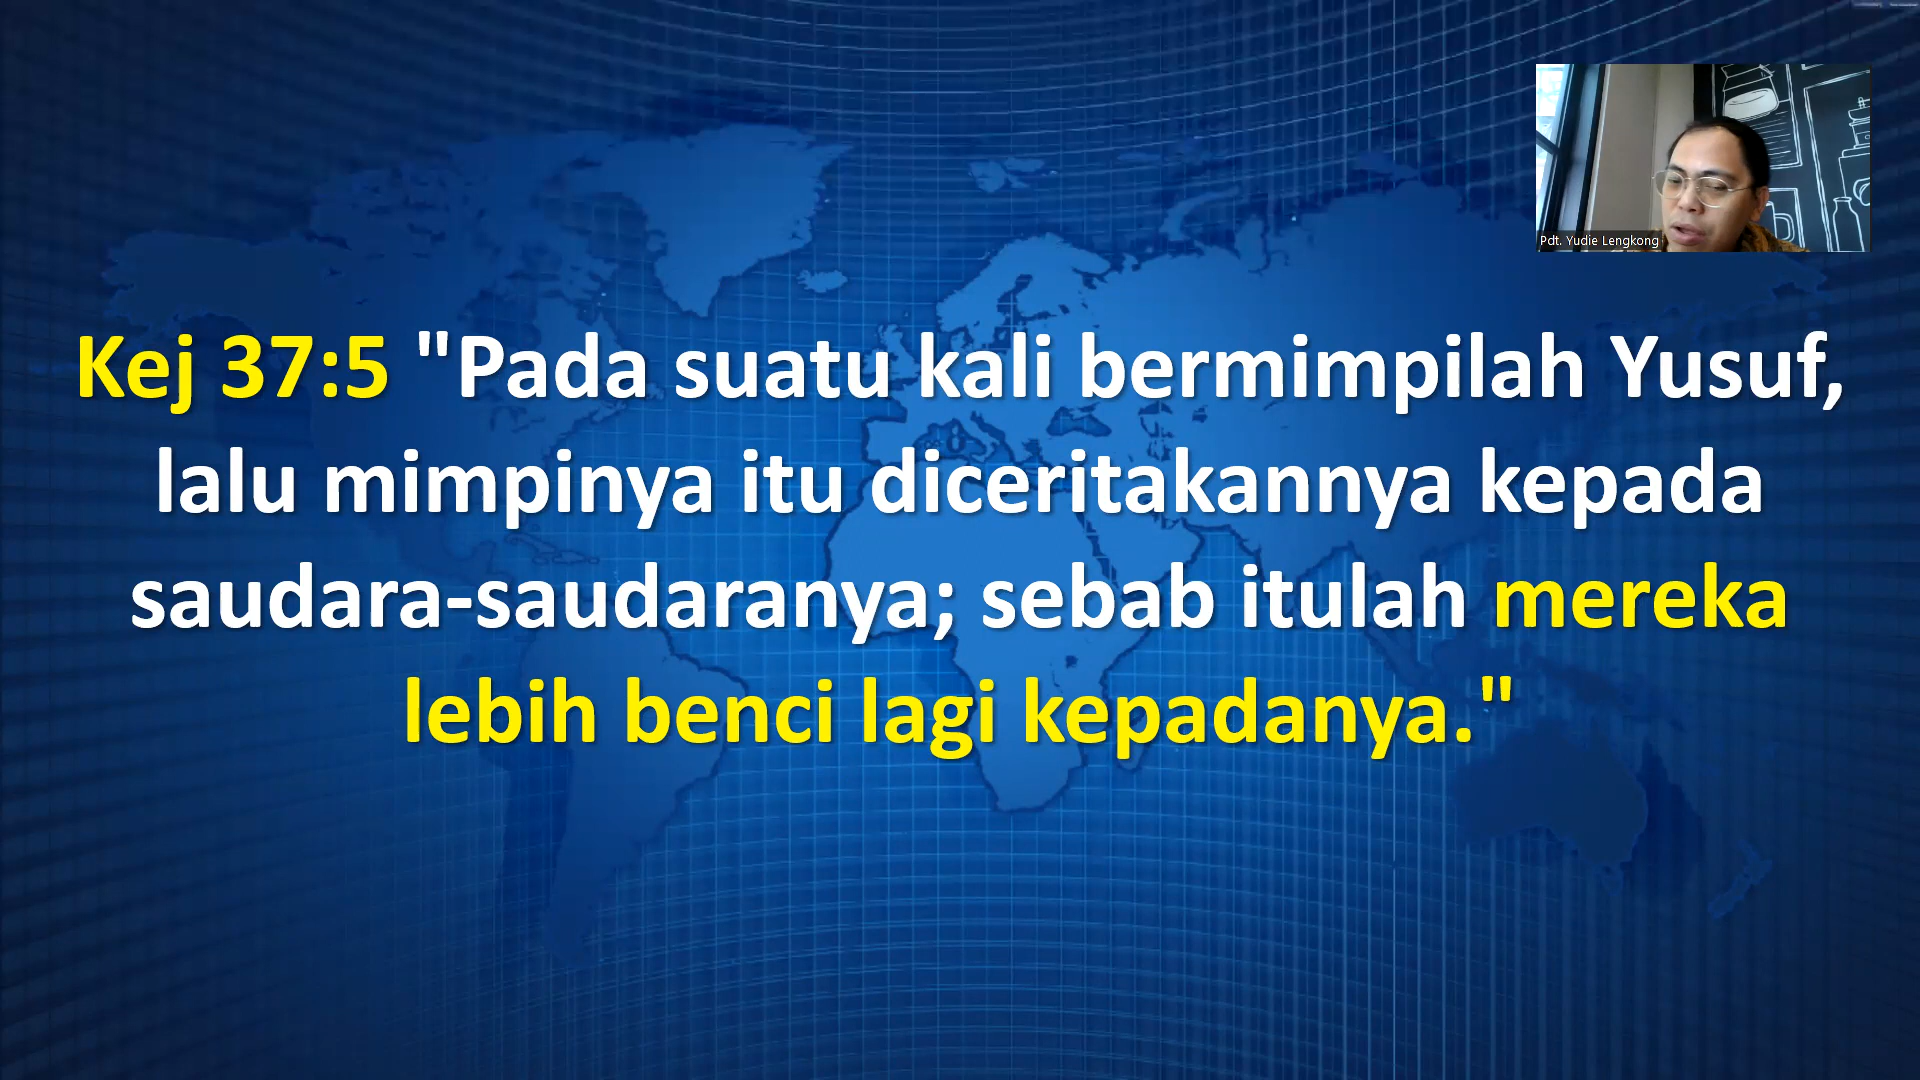 Pdt. Yudie Lengkong
Kej 37:5 "Pada suatu kali bermimpilah Yusuf,
lalu mimpinya itu diceritakannya kepada
saudara-saudaranya; sebab itulah mereka
lebih benci lagi kepadanya."